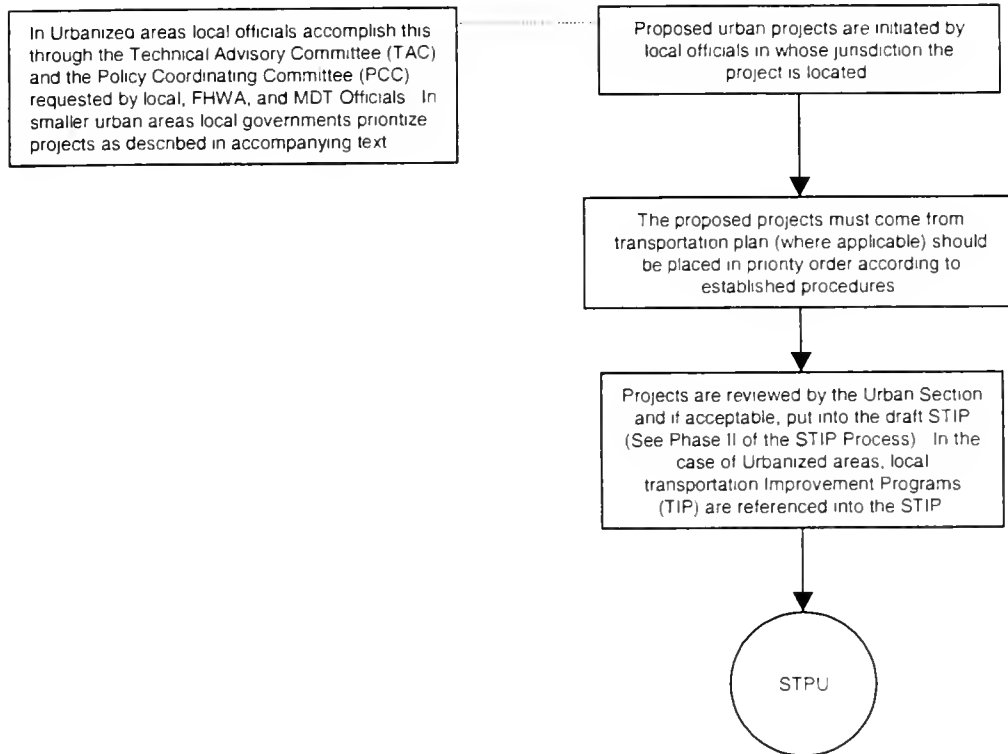 In Urbanized areas local officials accomplish this
through the Technical Advisory Committee (TAC)
and the Policy Coordinating Committee (PCC)
requested by local, FHWA, and MDT Officials In
smaller urban areas local governments prioritize
projects as described in accompanying text
Proposed urban projects are initiated by
local officials in whose jurisdiction the
project is located
The proposed projects must come from
transportation plan (where applicable) should
be placed in priority order according to
established procedures
Projects are reviewed by the Urban Section
and if acceptable, put into the draft STIP
(See Phase II of the STIP Process) In the
case of Urbanized areas, local
transportation Improvement Programs
(TIP) are referenced into the STIP
STPU